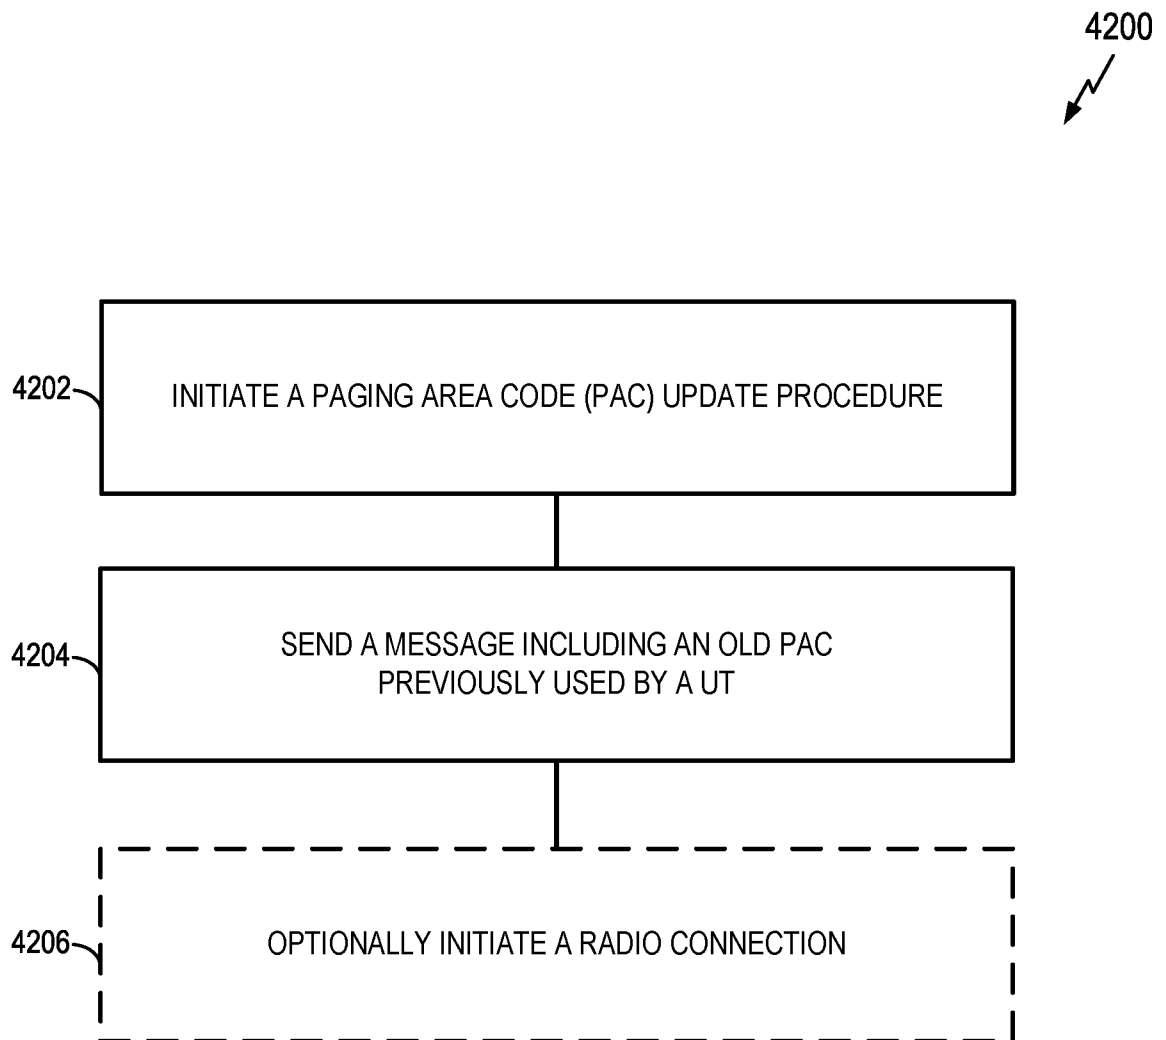 4200
4202
INITIATE A PAGING AREA CODE (PAC) UPDATE PROCEDURE
4204
SEND A MESSAGE INCLUDING AN OLD PAC
PREVIOUSLY USED BY A UT
4206
OPTIONALLY INITIATE A RADIO CONNECTION